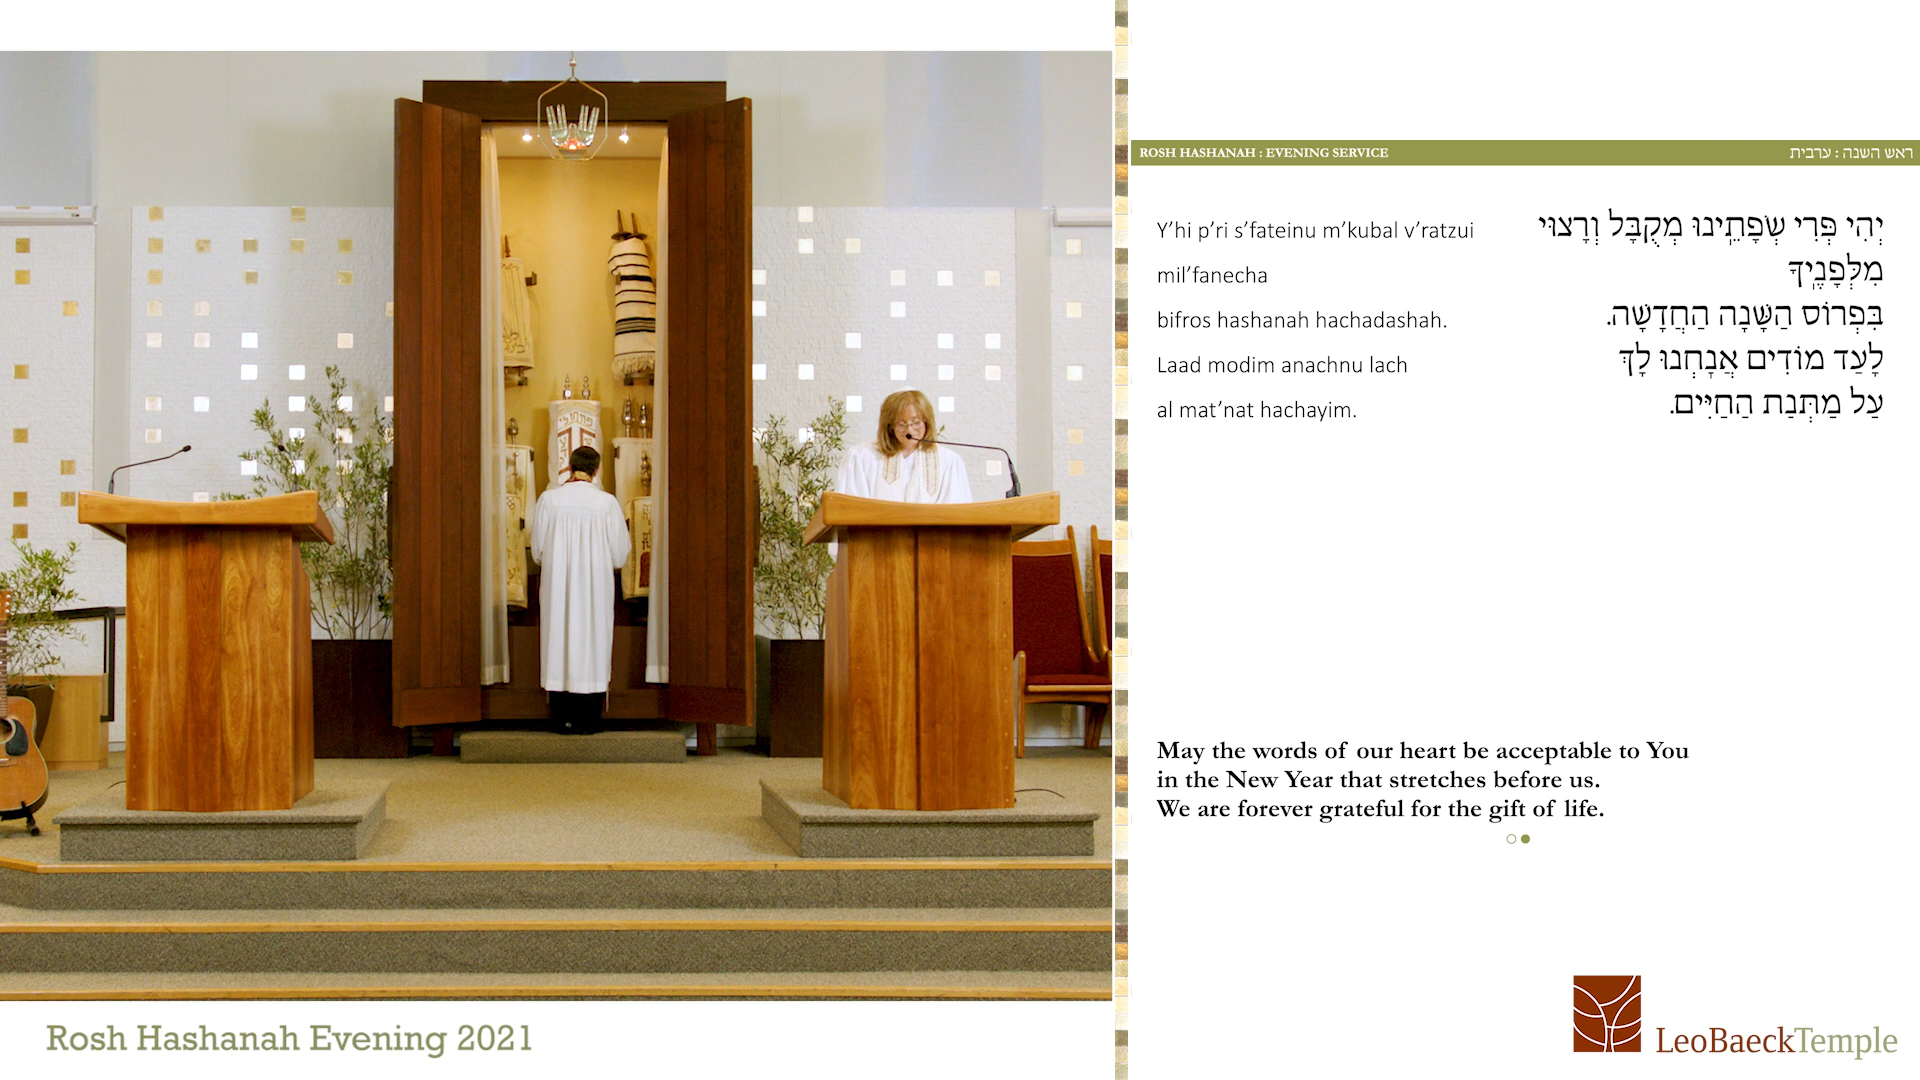 ROSH HASHANAH : EVENING SERVICE
ראש השנה : ערבית
Y’hi p’ri s’fateinu m’kubal v’ratzui
mil’fanecha
bifros hashanah hachadashah.
Laad modim anachnu lach
al mat’nat hachayim.
יְהִי פְּרִי שְׂפָתֵֽינוּ מְקֻבָּל וְרָצוּי
מִלְּפָנֶֽיךָ
בִּפְרוֹס הַשָּׁנָה הַחֲדָשָׁה.
לָעַד מוֹדִים אֲנָחְנוּ לָךְ
עַל מַתְּנַת הַחַיִּים.
May the words of our heart be acceptable to You
in the New Year that stretches before us.
We are forever grateful for the gift of life.
Rosh Hashanah Evening 2021
LeoBaeckTemple